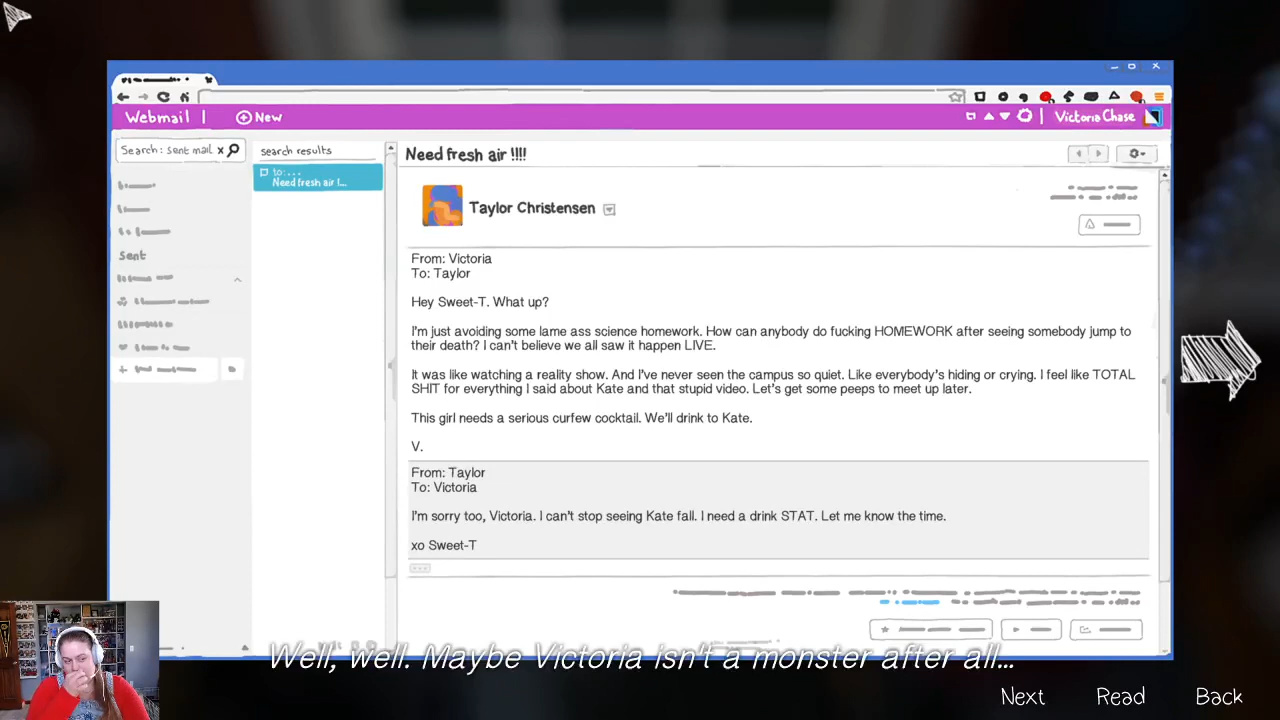 Webmail
New
Victoria Chase
Search: sent mail x
search results
Need fresh air !!!!
to:...
Need fresh air !...
Taylor Christensen
Sent
From: Victoria
To: Taylor
Hey Sweet-T. What up?
I'm just avoiding some lame ass science homework. How can anybody do fucking HOMEWORK after seeing somebody jump to
their death? I can't believe we all saw it happen LIVE.
It was like watching a reality show. And I've never seen the campus so quiet. Like everybody's hiding or crying. I feel like TOTAL
SHIT for everything I said about Kate and that stupid video. Let's get some peeps to meet up later.
This girl needs a serious curfew cocktail. We'll drink to Kate.
V.
From: Taylor
To: Victoria
I'm sorry too, Victoria. I can't stop seeing Kate fall. I need a drink STAT. Let me know the time.
xo Sweet-T
Well, well. Maybe Victoria isn't a monster after all...
Next Read Back